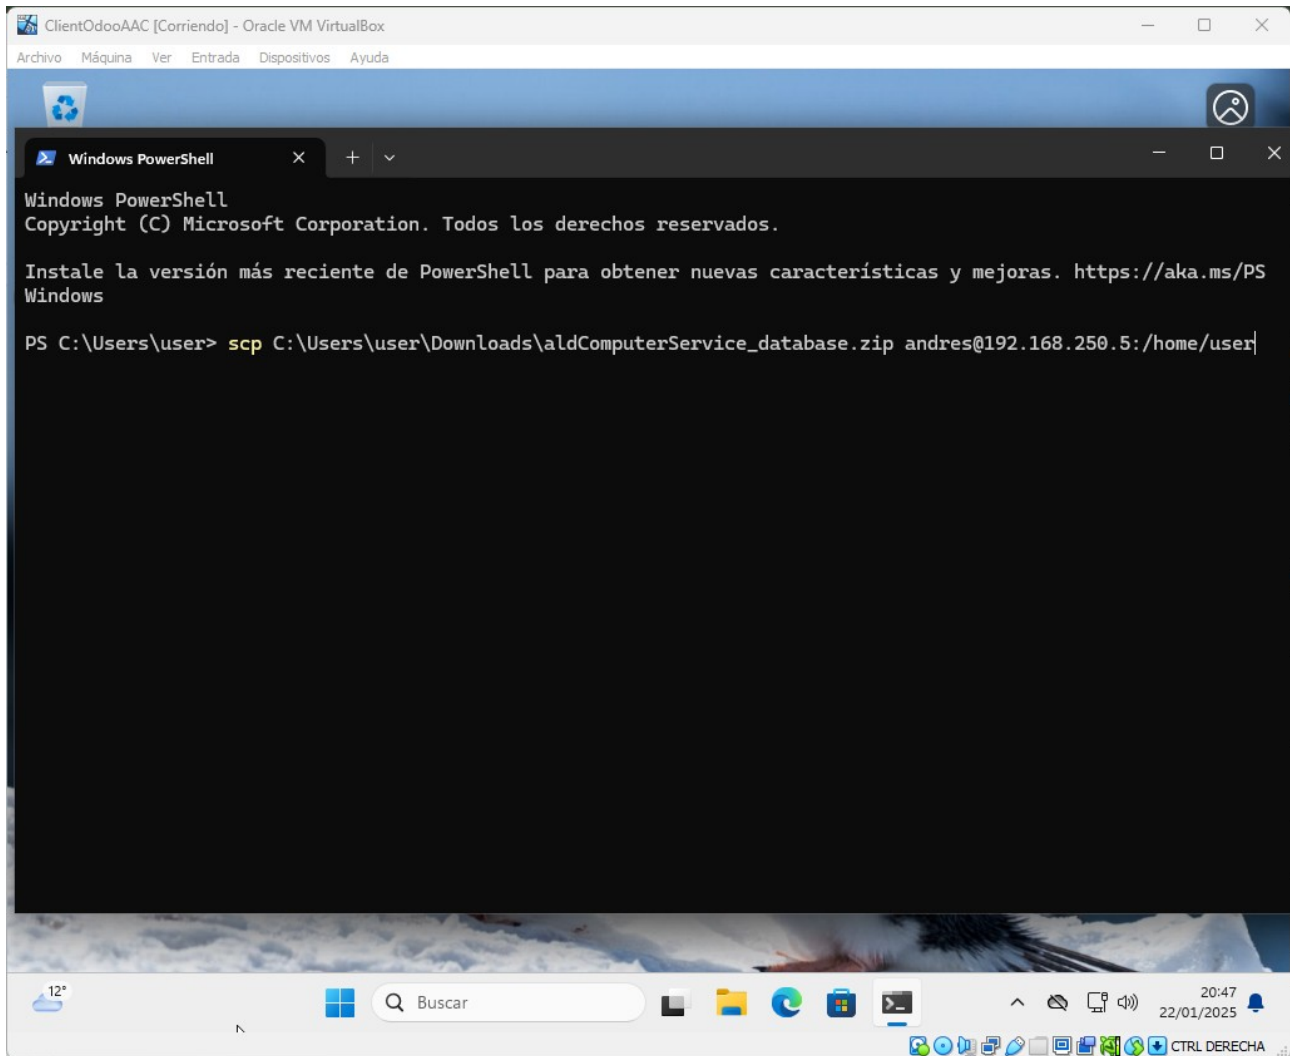 ClientOdooAAC [Corriendo] - Oracle VM VirtualBox
Archivo Máquina Ver Entrada Dispositivos Ayuda
Windows PowerShell
Windows PowerShell
Copyright (C) Microsoft Corporation. Todos los derechos reservados.
Instale la versión más reciente de PowerShell para obtener nuevas características y mejoras. https://aka.ms/PS
Windows
PS C:\Users\user> scp C:\Users\user\Downloads\aldComputerService_database.zip andres@192.168.250.5:/home/user
12°
Buscar
20:47
22/01/2025
CTRL DERECHA